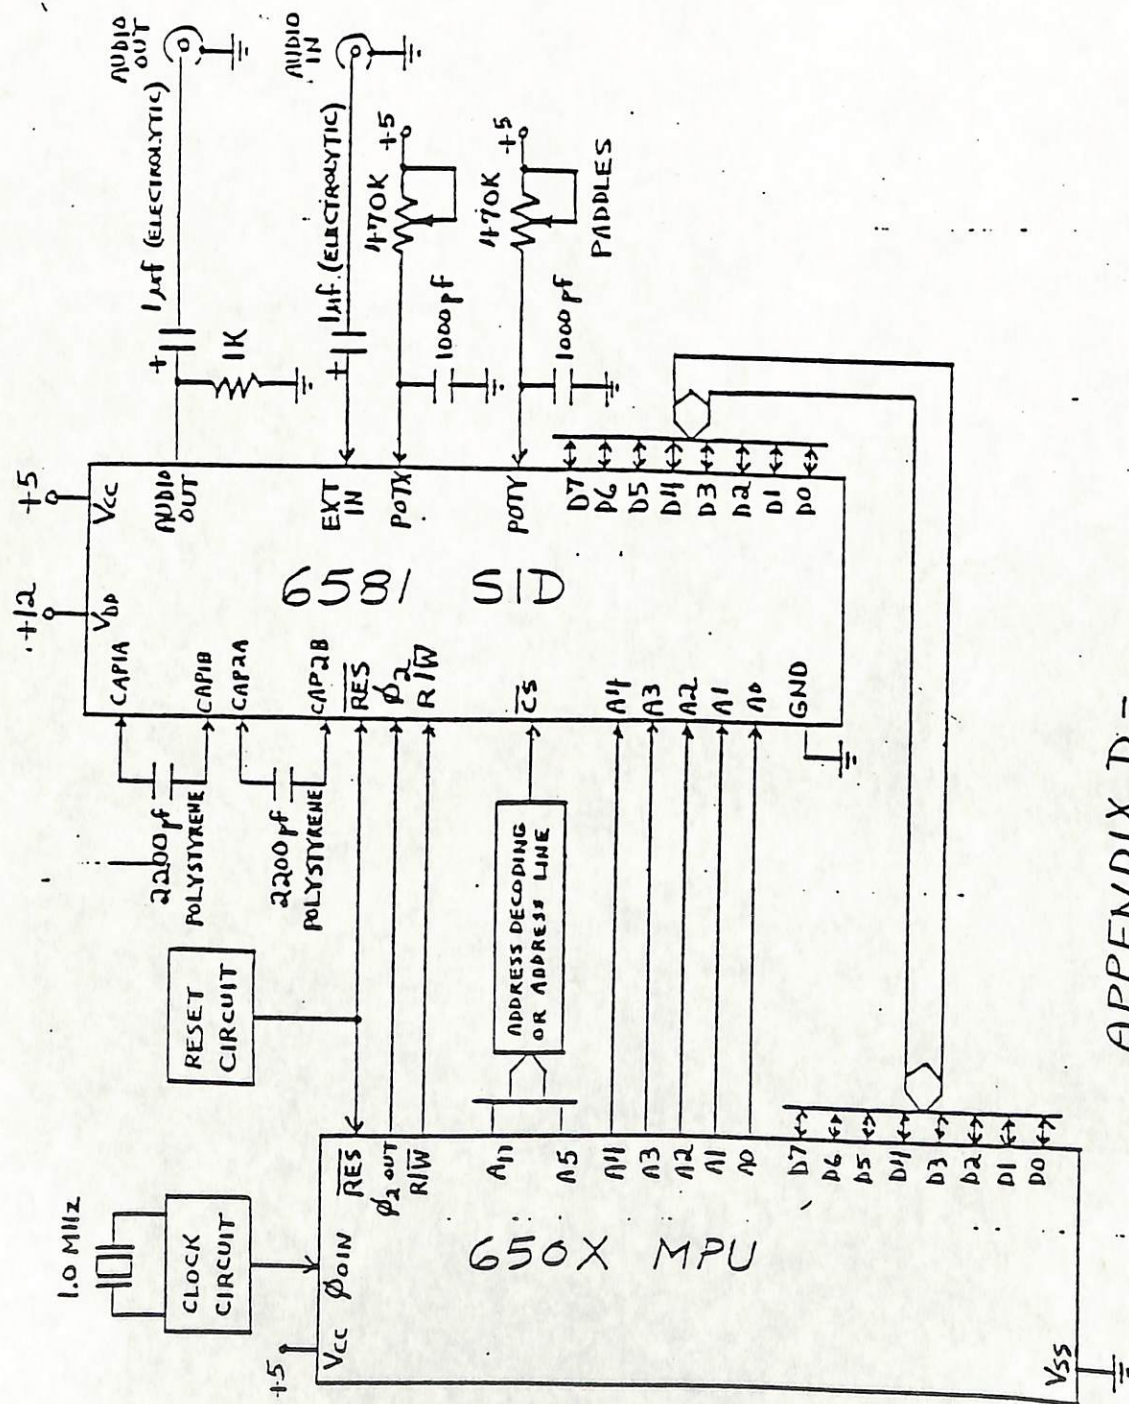 AUDIO
OUT
1µf (ELECTROLYTIC)
AUDIO
IN
1µf. (ELECTROLYTIC)
+5
470K
+5
470K
PADDLES
1K
1000pf
1000pf
+5
+12
VCC
VDD
AUDIO
OUT
EXT
IN
POTX
POTY
D7
D6
D5
D4
D3
D2
D1
D0
6581 SID
CAP1A
CAP1B
CAP2A
CAP2B
RES
ϕ2
R/W
CS
A4
A3
A2
A1
A0
GND
2200pf
POLYSTYRENE
2200pf
POLYSTYRENE
RESET
CIRCUIT
ADDRESS DECODING
OR ADDRESS LINE
1.0 MHz
CLOCK
CIRCUIT
+5
VCC
ϕ0IN
RES
ϕ2 OUT
R/W
An
A5
A4
A3
A2
A1
A0
D7
D6
D5
D4
D3
D2
D1
D0
650X MPU
VSS
APPENDIX D-